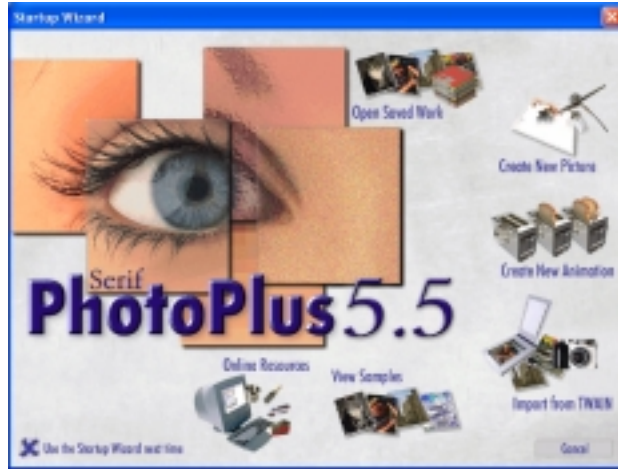 Startup Wizard
Open Saved Work
Create New Picture
Create New Animation
Serif
PhotoPlus 5.5
Online Resources
View Samples
Import from TWAIN
Use the Startup Wizard next time
Cancel